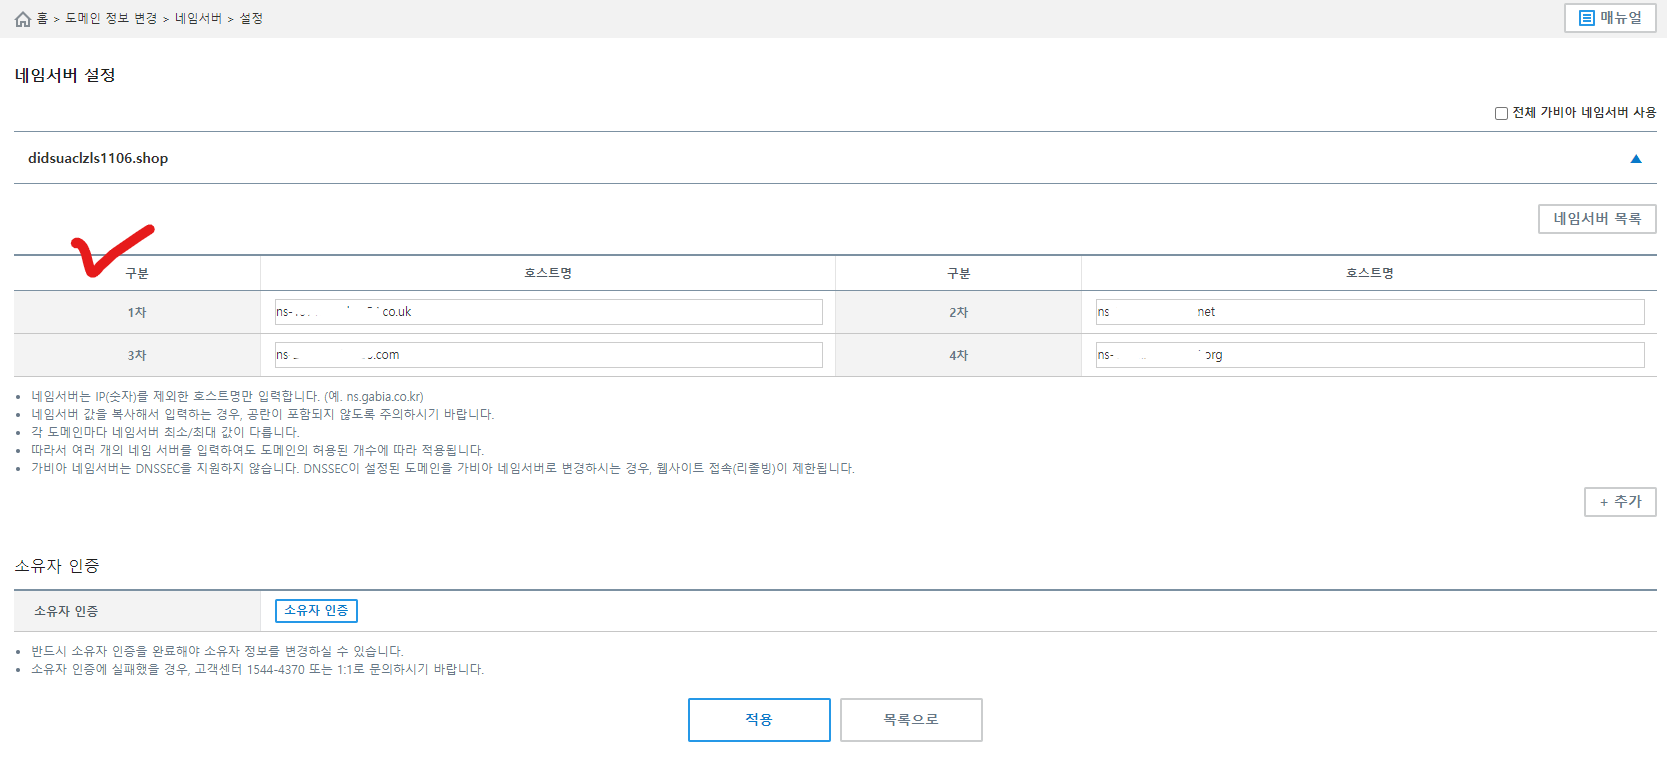 홈 > 도메인 정보 변경 > 네임서버 > 설정
매뉴얼
네임서버 설정
전체 가비아 네임서버 사용
didsuaclzls1106.shop
▲
네임서버 목록
구분 호스트명 구분 호스트명
1차 ns- co.uk 2차 ns net
3차 ns- .com 4차 ns- org
• 네임서버는 IP(숫자)를 제외한 호스트명만 입력합니다. (예. ns.gabia.co.kr)
• 네임서버 값을 복사해서 입력하는 경우, 공란이 포함되지 않도록 주의하시기 바랍니다.
• 각 도메인마다 네임서버 최소/최대 값이 다릅니다.
• 따라서 여러 개의 네임 서버를 입력하여도 도메인의 허용된 개수에 따라 적용됩니다.
• 가비아 네임서버는 DNSSEC을 지원하지 않습니다. DNSSEC이 설정된 도메인을 가비아 네임서버로 변경하시는 경우, 웹사이트 접속(리졸빙)이 제한됩니다.
+ 추가
소유자 인증
소유자 인증 소유자 인증
• 반드시 소유자 인증을 완료해야 소유자 정보를 변경하실 수 있습니다.
• 소유자 인증에 실패했을 경우, 고객센터 1544-4370 또는 1:1로 문의하시기 바랍니다.
적용 목록으로